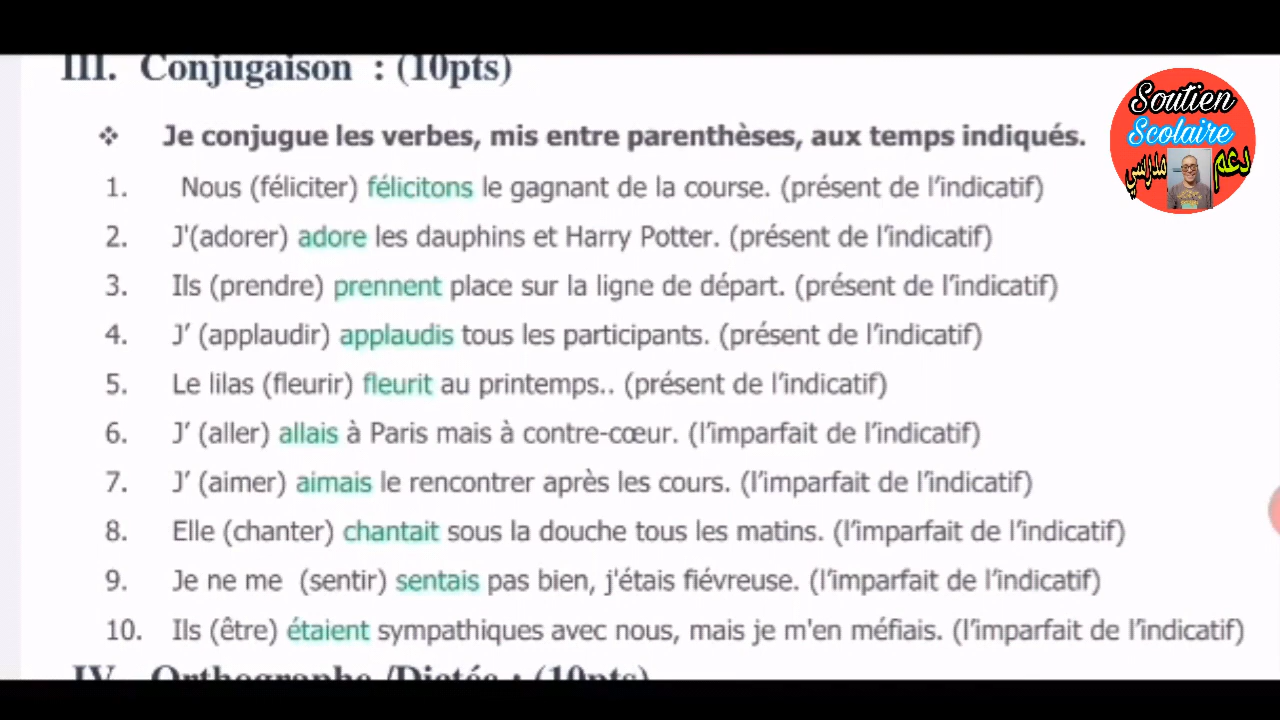 III. Conjugaison : (10pts)
Soutien
Scolaire
دعم مدرسي
❖ Je conjugue les verbes, mis entre parenthèses, aux temps indiqués.
1. Nous (féliciter) félicitons le gagnant de la course. (présent de l’indicatif)
2. J'(adorer) adore les dauphins et Harry Potter. (présent de l’indicatif)
3. Ils (prendre) prennent place sur la ligne de départ. (présent de l’indicatif)
4. J’ (applaudir) applaudis tous les participants. (présent de l’indicatif)
5. Le lilas (fleurir) fleurit au printemps.. (présent de l’indicatif)
6. J’ (aller) allais à Paris mais à contre-cœur. (l’imparfait de l’indicatif)
7. J’ (aimer) aimais le rencontrer après les cours. (l’imparfait de l’indicatif)
8. Elle (chanter) chantait sous la douche tous les matins. (l’imparfait de l’indicatif)
9. Je ne me (sentir) sentais pas bien, j'étais fiévreuse. (l’imparfait de l’indicatif)
10. Ils (être) étaient sympathiques avec nous, mais je m'en méfiais. (l’imparfait de l’indicatif)
IV. Orthographe /Dictée : (10pts)